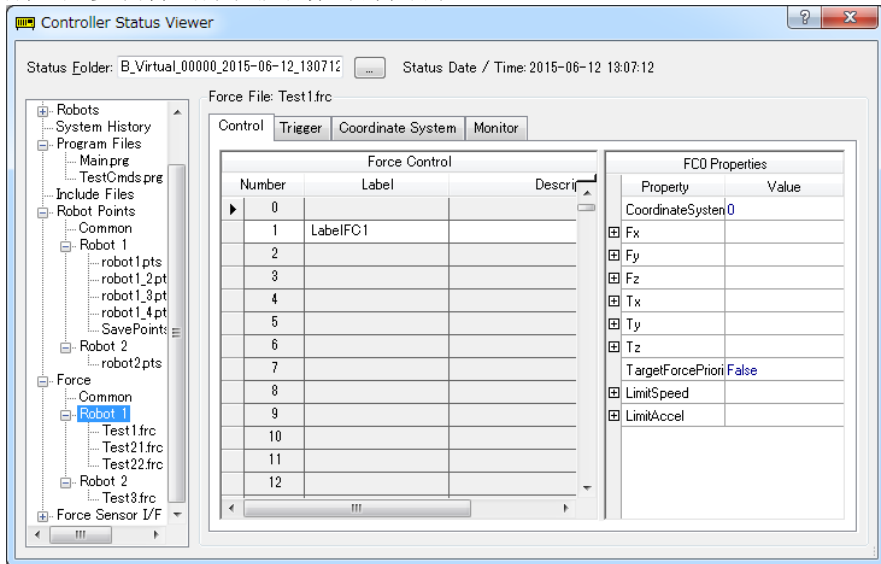 Controller Status Viewer
Status Folder: B_Virtual_00000_2015-06-12_130712 ... Status Date / Time: 2015-06-12 13:07:12
Robots
System History
Program Files
Main.prg
TestCmds.prg
Include Files
Robot Points
Common
Robot 1
robot1.pts
robot1_2.pt
robot1_3.pt
robot1_4.pt
SavePoints
Robot 2
robot2.pts
Force
Common
Robot 1
Test1.frc
Test21.frc
Test22.frc
Robot 2
Test3.frc
Force Sensor I/F
Force File: Test1.frc
Control Trigger Coordinate System Monitor
Force Control
Number Label Descri
0
1 LabelFC1
2
3
4
5
6
7
8
9
10
11
12
FC0 Properties
Property Value
CoordinateSysten 0
Fx
Fy
Fz
Tx
Ty
Tz
TargetForcePriori False
LimitSpeed
LimitAccel